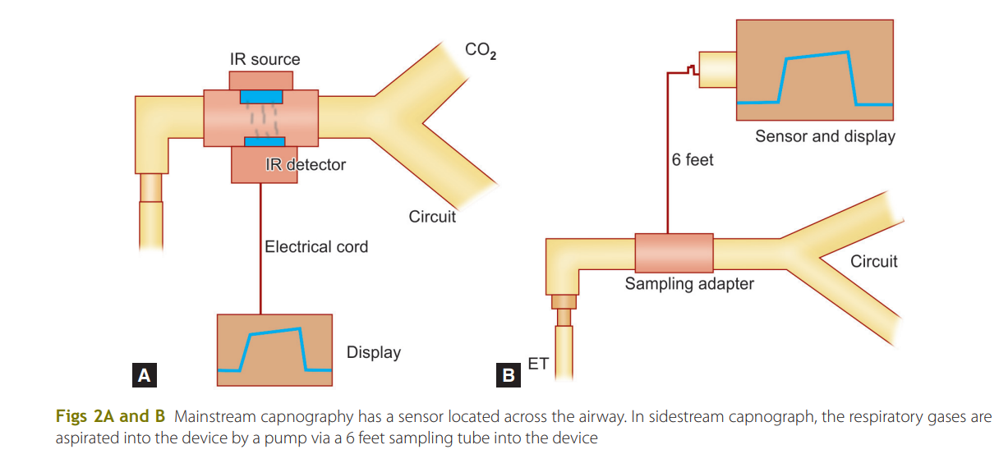 IR source
CO2
IR detector
Circuit
Electrical cord
Display
A
Sensor and display
6 feet
Circuit
Sampling adapter
ET
B
Figs 2A and B Mainstream capnography has a sensor located across the airway. In sidestream capnograph, the respiratory gases are
aspirated into the device by a pump via a 6 feet sampling tube into the device